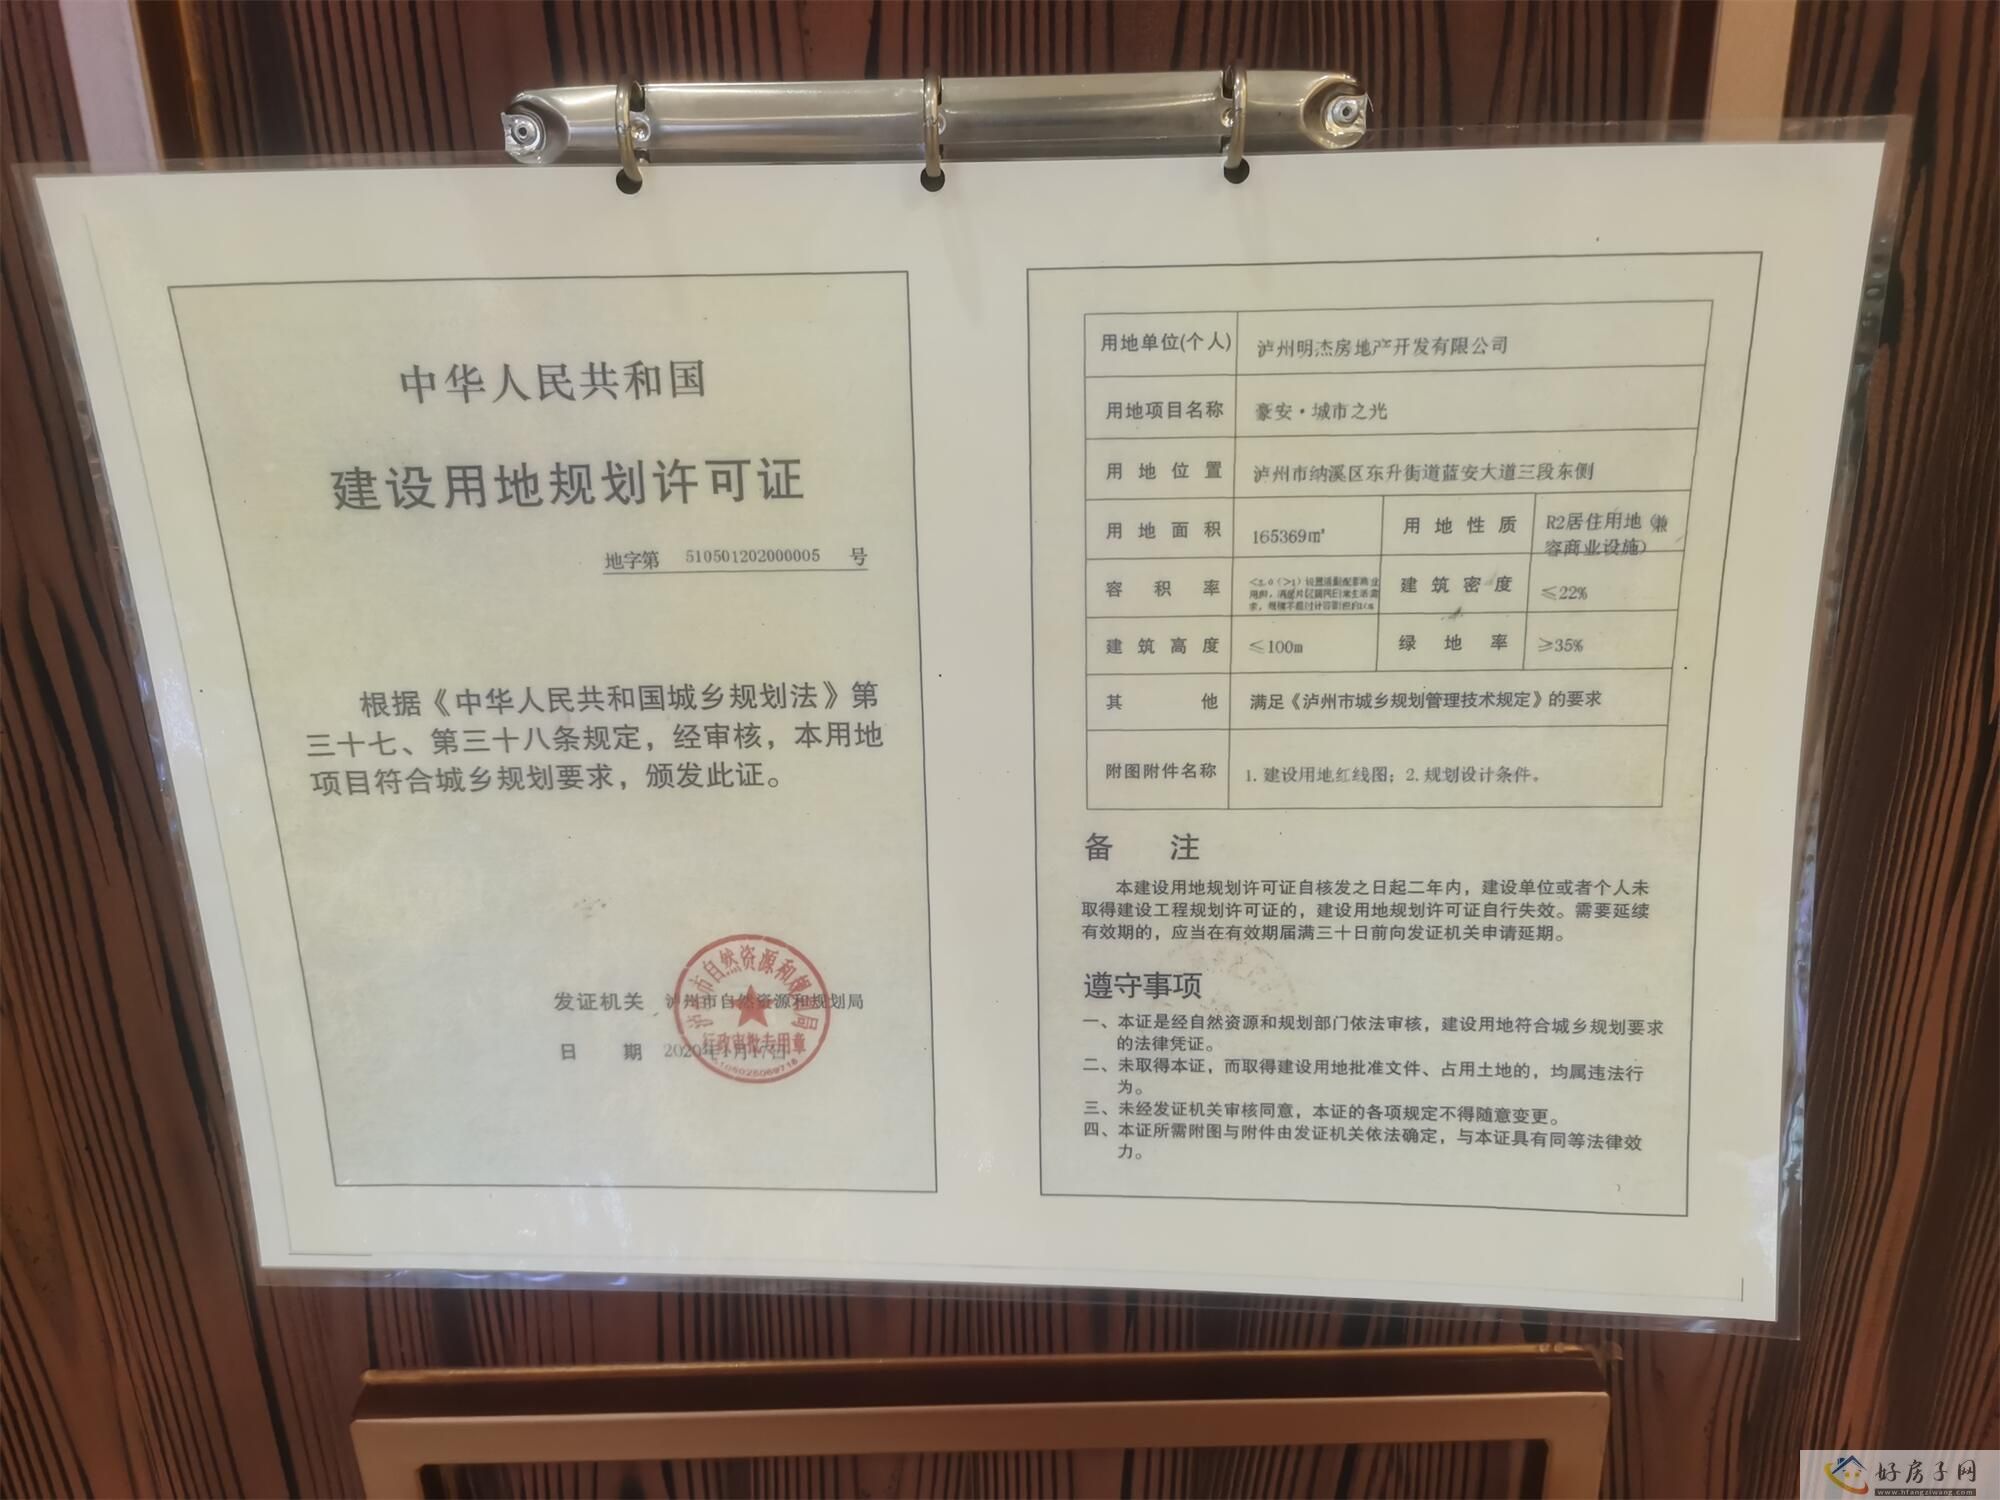 中华人民共和国
建设用地规划许可证
地字第 510501202000005 号
根据《中华人民共和国城乡规划法》第
三十七、第三十八条规定，经审核，本用地
项目符合城乡规划要求，颁发此证。
发证机关 泸州市自然资源和规划局
日 期 2020年1月17日
行政审批专用章
用地单位(个人) 泸州明杰房地产开发有限公司
用地项目名称 豪安·城市之光
用地位置 泸州市纳溪区东升街道蓝安大道三段东侧
用地面积 165369㎡ 用地性质 R2居住用地（兼
容商业设施）
容积率 建筑密度 ≤22%
建筑高度 ≤100m 绿地率 ≥35%
其他 满足《泸州市城乡规划管理技术规定》的要求
附图附件名称 1.建设用地红线图；2.规划设计条件。
备 注
本建设用地规划许可证自核发之日起二年内，建设单位或者个人未
取得建设工程规划许可证的，建设用地规划许可证自行失效。需要延续
有效期的，应当在有效期届满三十日前向发证机关申请延期。
遵守事项
一、本证是经自然资源和规划部门依法审核，建设用地符合城乡规划要求
的法律凭证。
二、未取得本证，而取得建设用地批准文件、占用土地的，均属违法行
为。
三、未经发证机关审核同意，本证的各项规定不得随意变更。
四、本证所需附图与附件由发证机关依法确定，与本证具有同等法律效
力。
好房子网
www.hfangziwang.com